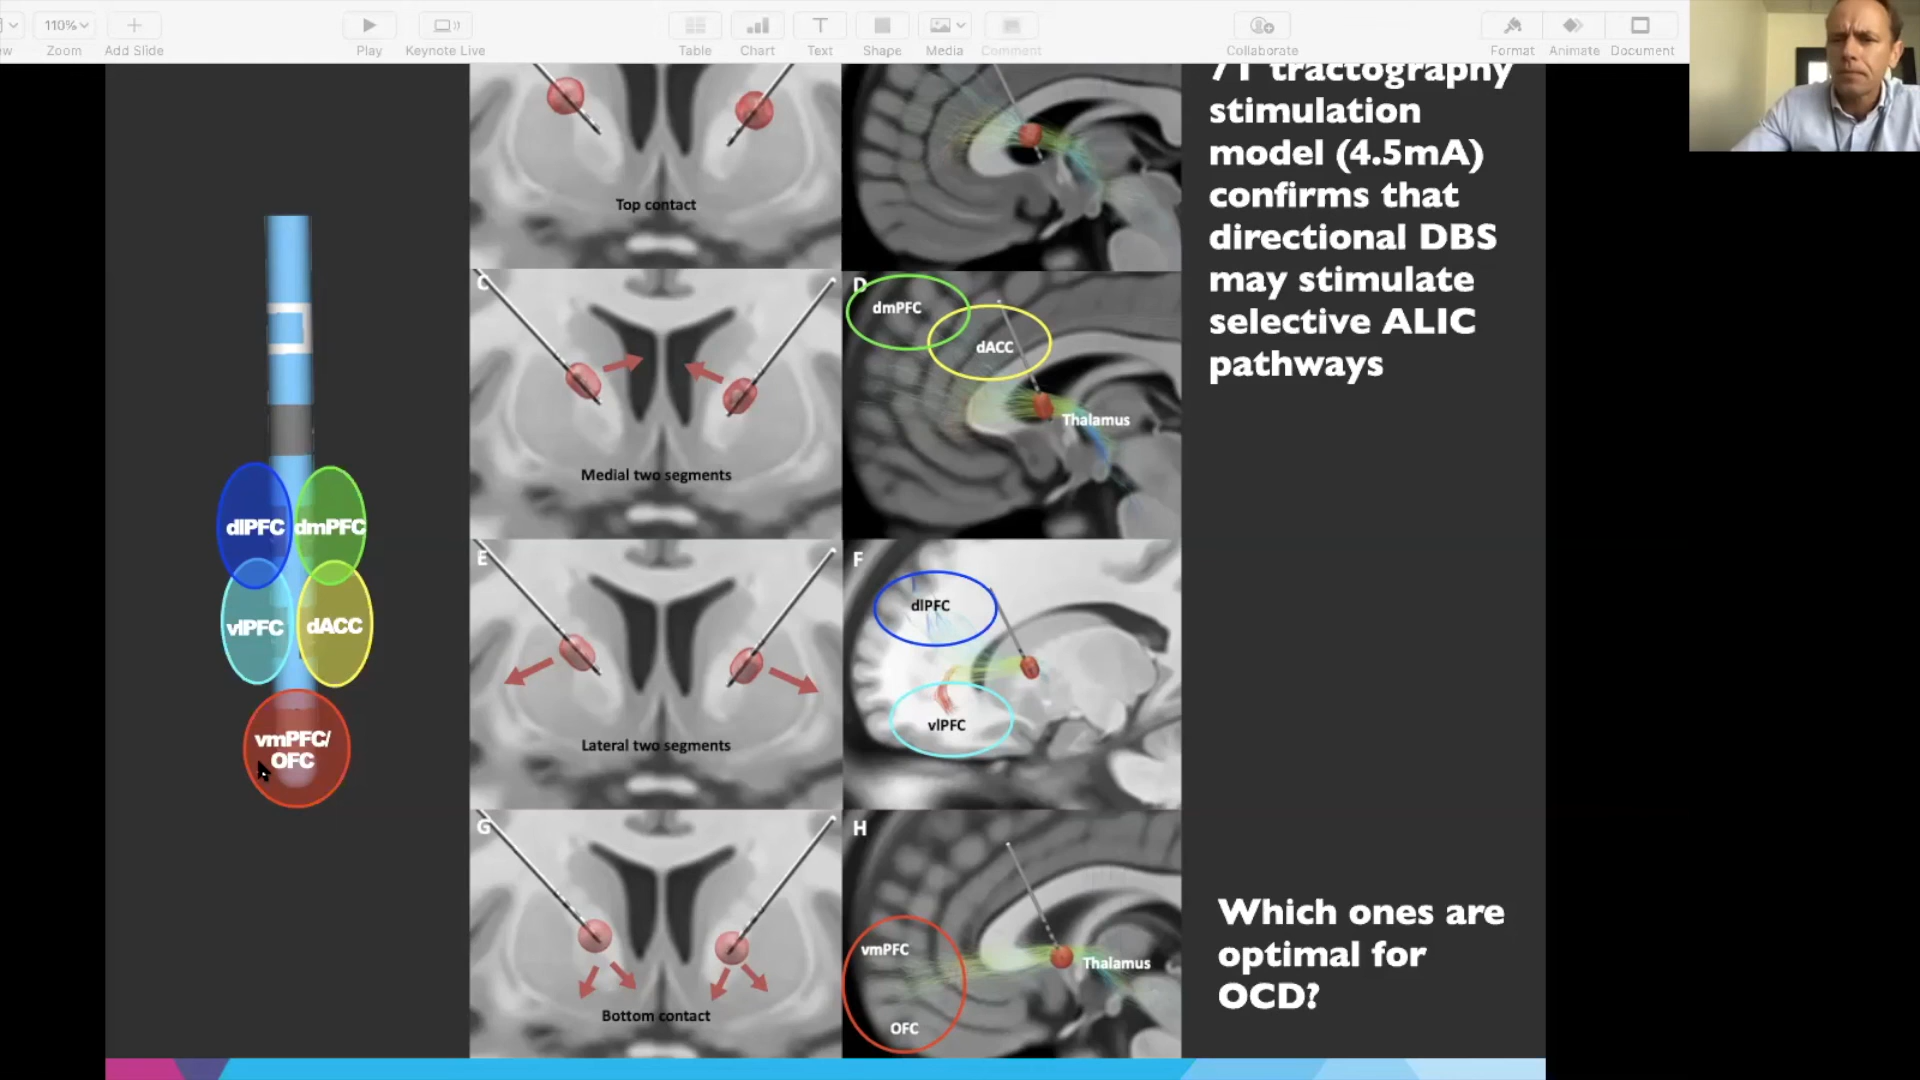 110%
Zoom
Add Slide
Play
Keynote Live
Table
Chart
Text
Shape
Media
Comment
Collaborate
Format
Animate
Document
tractography
stimulation
model (4.5mA)
confirms that
directional DBS
may stimulate
selective ALIC
pathways
Top contact
C
Medial two segments
D
dmPFC
dACC
Thalamus
dlPFC
dmPFC
vlPFC
dACC
vmPFC/
OFC
E
Lateral two segments
F
dlPFC
vlPFC
G
Bottom contact
H
vmPFC
Thalamus
OFC
Which ones are
optimal for
OCD?